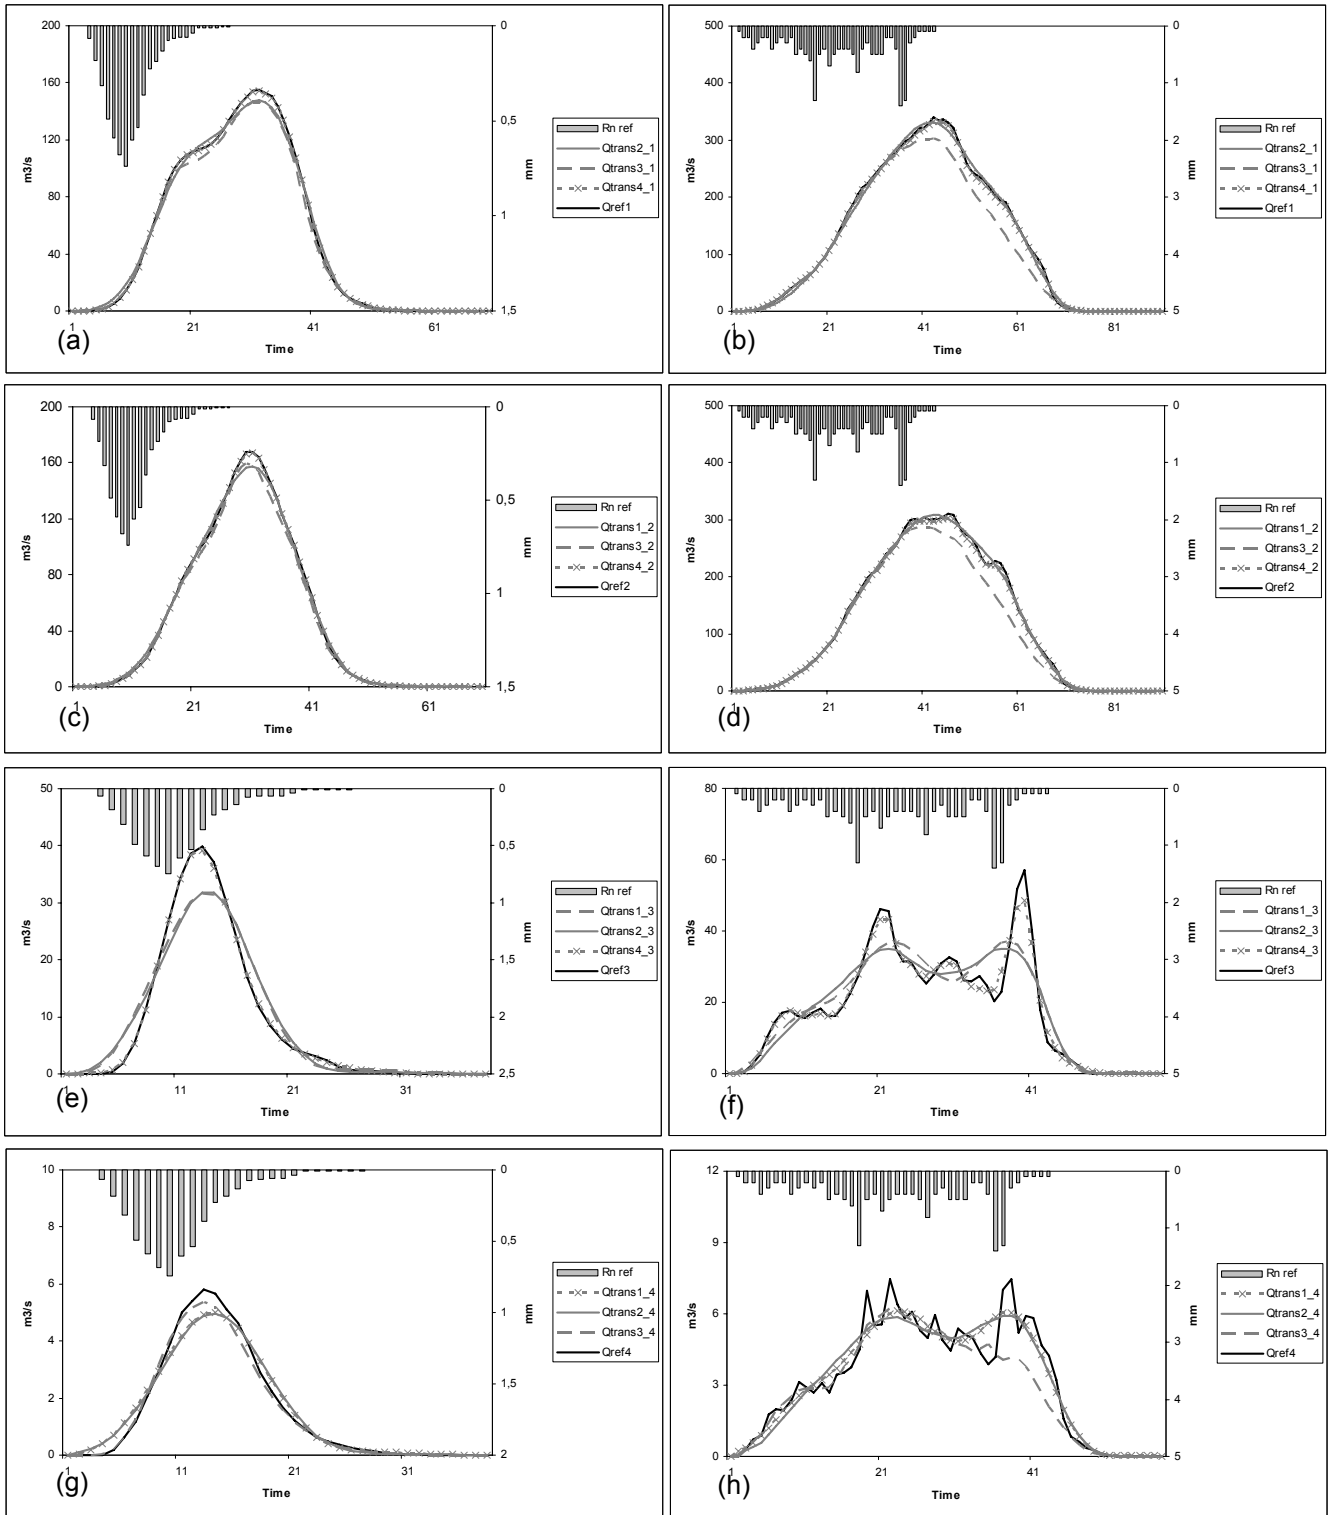 200
160
120
80
40
0
m3/s
0
0,5
1
1,5
mm
1
21
41
61
Time
Rn ref
Qtrans2_1
Qtrans3_1
Qtrans4_1
Qref1
(a)
500
400
300
200
100
0
m3/s
0
1
2
3
4
5
mm
1
21
41
61
81
Time
Rn ref
Qtrans2_1
Qtrans3_1
Qtrans4_1
Qref1
(b)
200
160
120
80
40
0
m3/s
0
0,5
1
1,5
mm
1
21
41
61
Time
Rn ref
Qtrans1_2
Qtrans3_2
Qtrans4_2
Qref2
(c)
500
400
300
200
100
0
m3/s
0
1
2
3
4
5
mm
1
21
41
61
81
Time
Rn ref
Qtrans1_2
Qtrans3_2
Qtrans4_2
Qref2
(d)
50
40
30
20
10
0
m3/s
0
0,5
1
1,5
2
2,5
mm
1
11
21
31
Time
Rn ref
Qtrans1_3
Qtrans2_3
Qtrans4_3
Qref3
(e)
80
60
40
20
0
m3/s
0
1
2
3
4
5
mm
1
21
41
Time
Rn ref
Qtrans1_3
Qtrans2_3
Qtrans4_3
Qref3
(f)
10
8
6
4
2
0
m3/s
0
0,5
1
1,5
2
mm
1
11
21
31
Time
Rn ref
Qtrans1_4
Qtrans2_4
Qtrans3_4
Qref4
(g)
12
9
6
3
0
m3/s
0
1
2
3
4
5
mm
1
21
41
Time
Rn ref
Qtrans1_4
Qtrans2_4
Qtrans3_4
Qref4
(h)